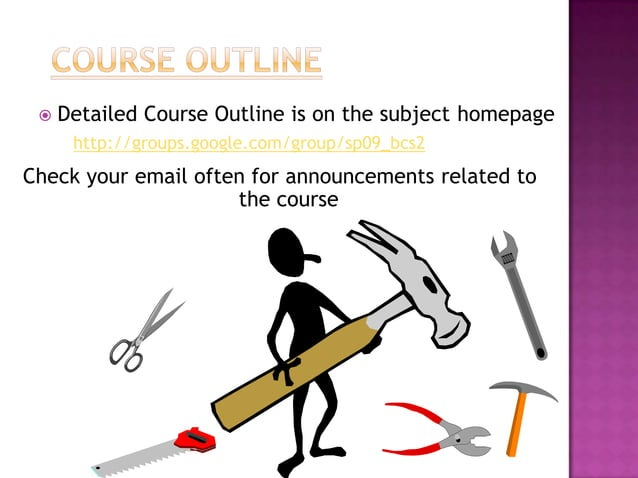 COURSE OUTLINE
Detailed Course Outline is on the subject homepage
http://groups.google.com/group/sp09_bcs2
Check your email often for announcements related to
the course